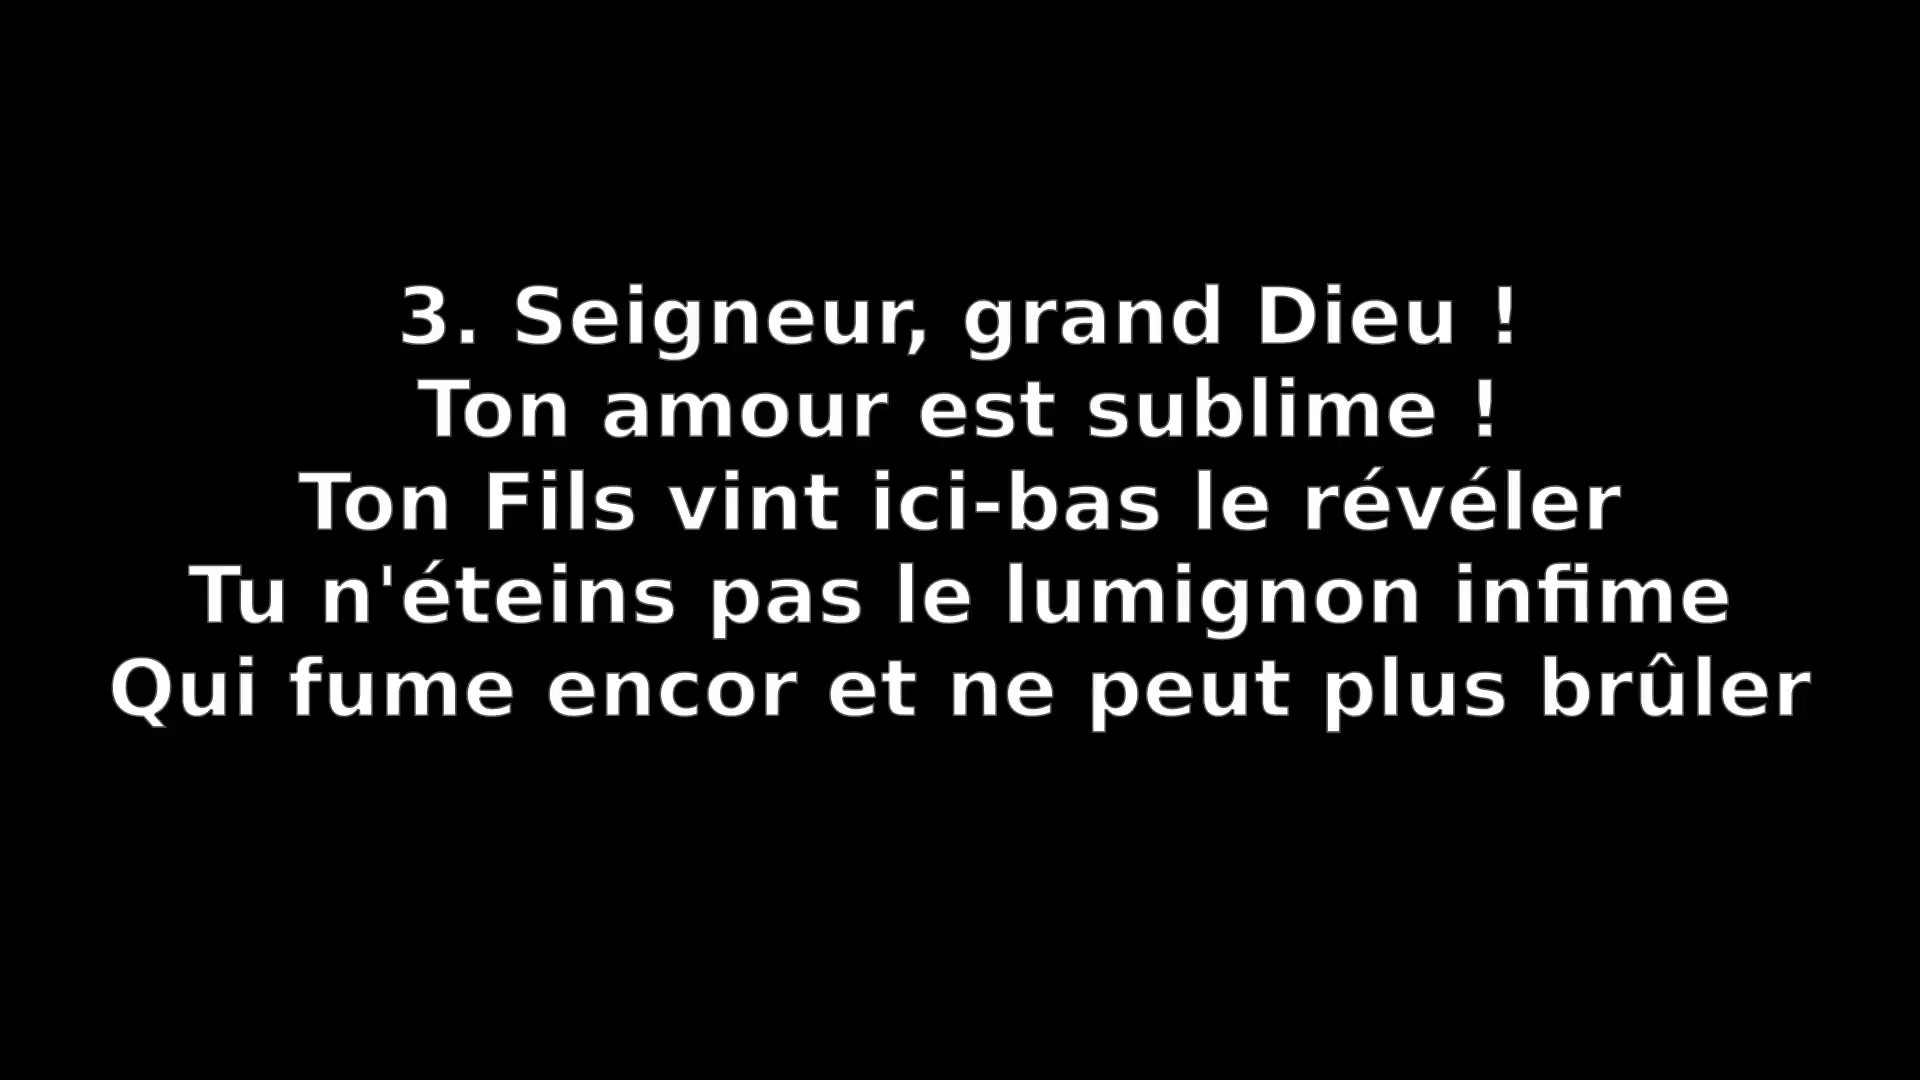 3. Seigneur, grand Dieu !
Ton amour est sublime !
Ton Fils vint ici-bas le révéler
Tu n'éteins pas le lumignon infime
Qui fume encor et ne peut plus brûler